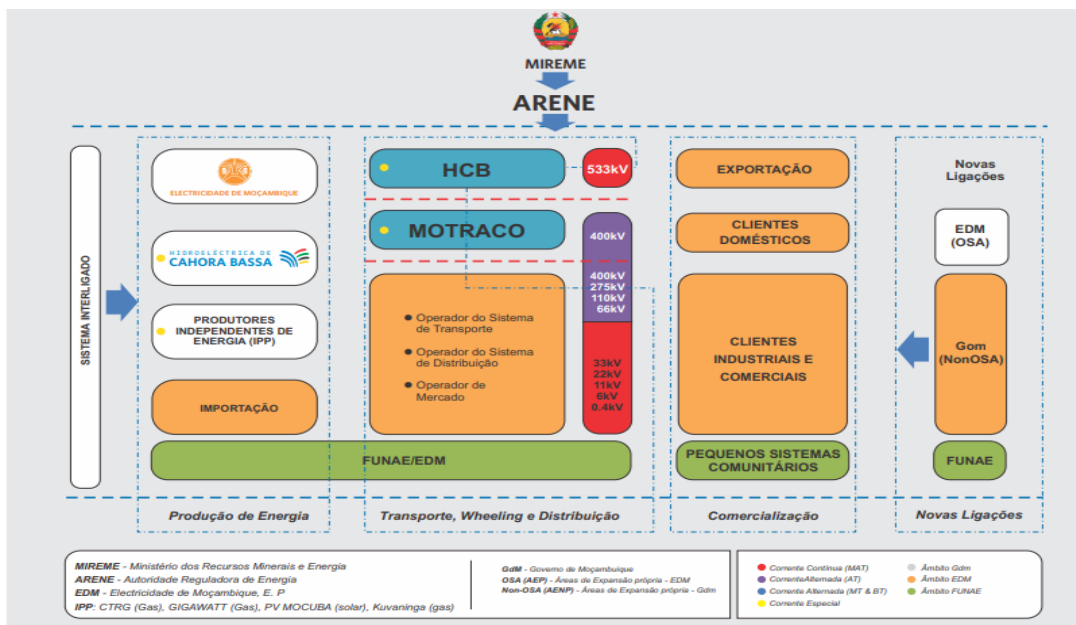 MIREME
ARENE
SISTEMA INTERLIGADO
ELECTRICIDADE DE MOÇAMBIQUE
HIDROELÉCTRICA DE
CAHORA BASSA
PRODUTORES
INDEPENDENTES DE
ENERGIA (IPP)
IMPORTAÇÃO
HCB
533kV
MOTRACO
400kV
400kV
275kV
110kV
66kV
Operador do Sistema
de Transporte
Operador do Sistema
de Distribuição
Operador de
Mercado
33kV
22kV
11kV
6kV
0.4kV
FUNAE/EDM
EXPORTAÇÃO
CLIENTES
DOMÉSTICOS
CLIENTES
INDUSTRIAIS E
COMERCIAIS
PEQUENOS SISTEMAS
COMUNITÁRIOS
Novas
Ligações
EDM
(OSA)
Gom
(NonOSA)
FUNAE
Produção de Energia
Transporte, Wheeling e Distribuição
Comercialização
Novas Ligações
MIREME - Ministério dos Recursos Minerais e Energia
ARENE - Autoridade Reguladora de Energia
EDM - Electricidade de Moçambique, E. P
IPP: CTRG (Gas), GIGAWATT (Gas), PV MOCUBA (solar), Kuvaninga (gas)
GdM - Governo de Moçambique
OSA (AEP) - Áreas de Expansão própria - EDM
Non-OSA (AENP) - Áreas de Expansão própria - Gdm
Corrente Contínua (MAT)
CorrenteAlternada (AT)
Corrente Alternada (MT & BT)
Corrente Especial
Âmbito Gdm
Âmbito EDM
Âmbito FUNAE